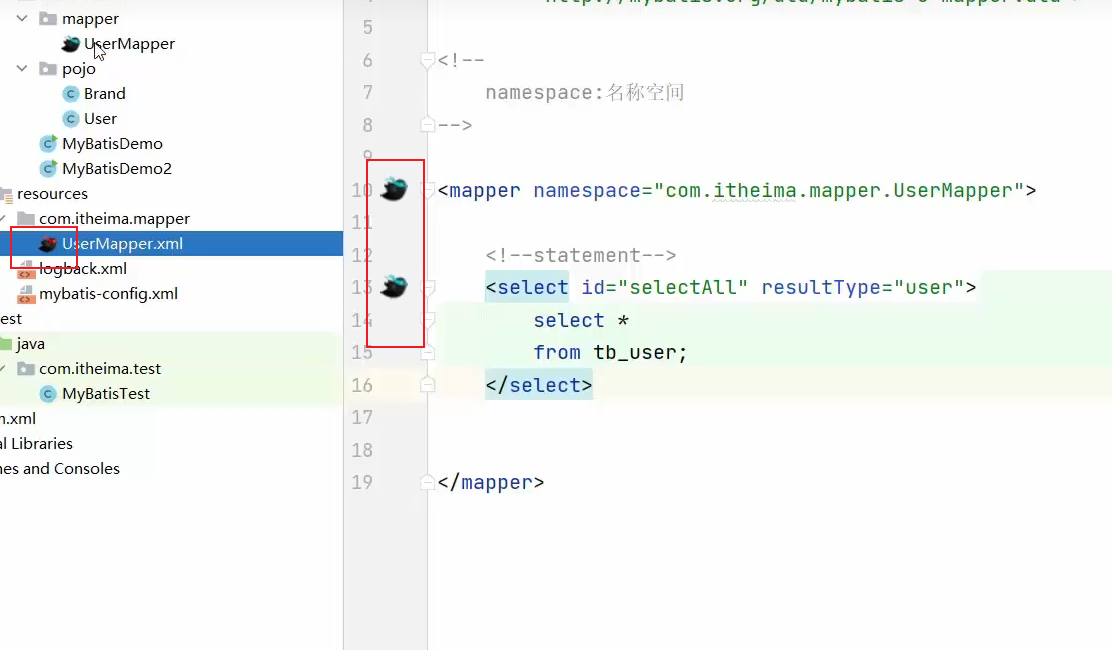 mapper
UserMapper
pojo
Brand
User
MyBatisDemo
MyBatisDemo2
resources
com.itheima.mapper
UserMapper.xml
logback.xml
mybatis-config.xml
est
java
com.itheima.test
MyBatisTest
n.xml
al Libraries
nes and Consoles
5
6 <!--
7 namespace:名称空间
8 -->
9
10 <mapper namespace="com.itheima.mapper.UserMapper">
11
12 <!--statement-->
13 <select id="selectAll" resultType="user">
14 select *
15 from tb_user;
16 </select>
17
18
19 </mapper>